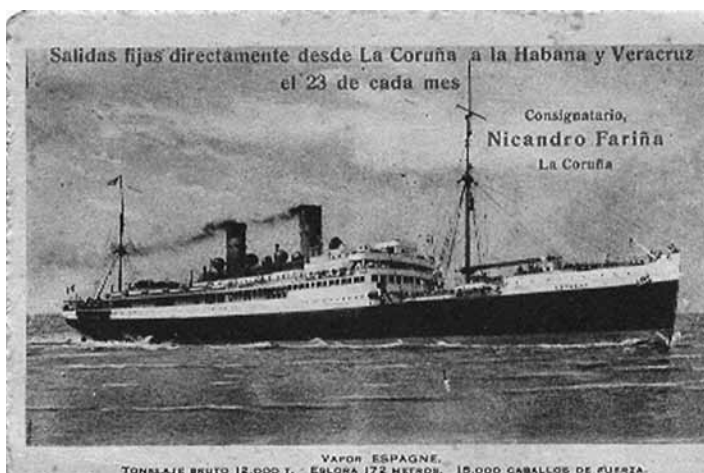 Salidas fijas directamente desde La Coruña a la Habana y Veracruz
el 23 de cada mes
Consignatario,
Nicandro Fariña
La Coruña
VAPOR ESPAGNE.
TONELAJE BRUTO 12.000 T. ESLORA 172 METROS. 15.000 CABALLOS DE FUERZA